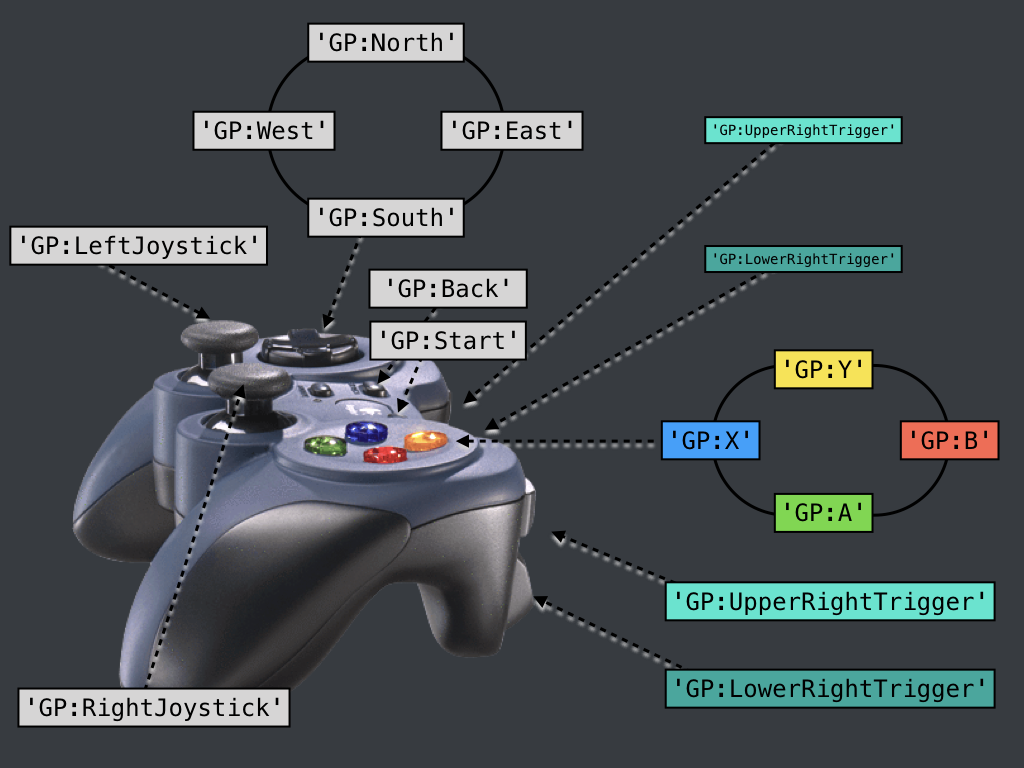 'GP:North'
'GP:West'
'GP:East'
'GP:UpperRightTrigger'
'GP:South'
'GP:LeftJoystick'
'GP:LowerRightTrigger'
'GP:Back'
'GP:Start'
'GP:Y'
'GP:X'
'GP:B'
'GP:A'
'GP:UpperRightTrigger'
'GP:LowerRightTrigger'
'GP:RightJoystick'